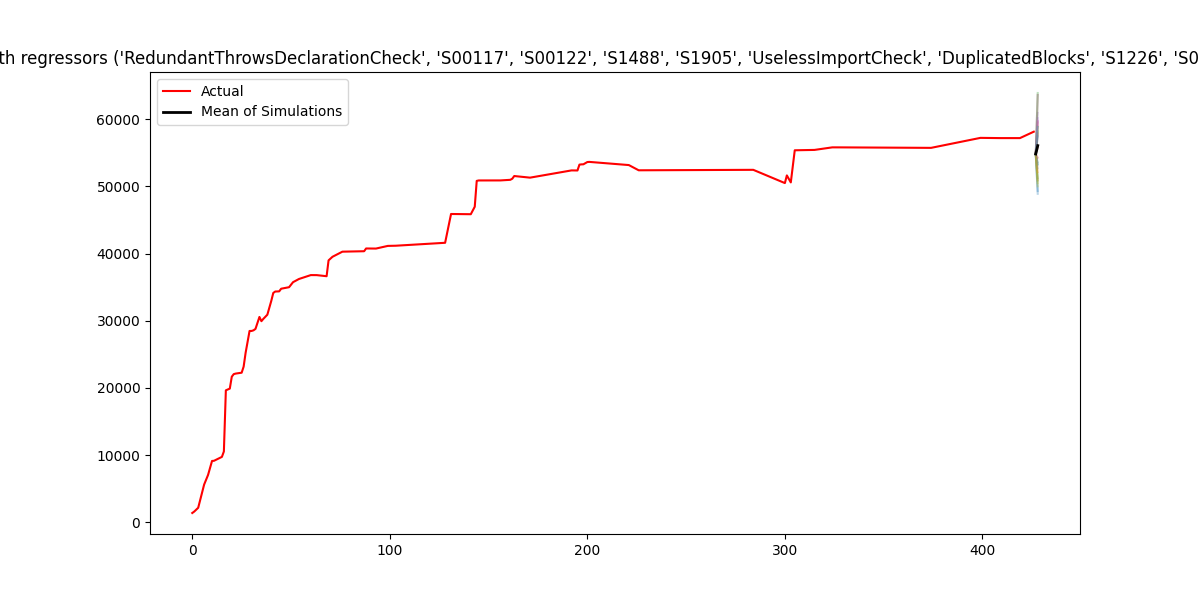 th regressors ('RedundantThrowsDeclarationCheck', 'S00117', 'S00122', 'S1488', 'S1905', 'UselessImportCheck', 'DuplicatedBlocks', 'S1226', 'S0
Actual
Mean of Simulations
60000
50000
40000
30000
20000
10000
0
0 100 200 300 400